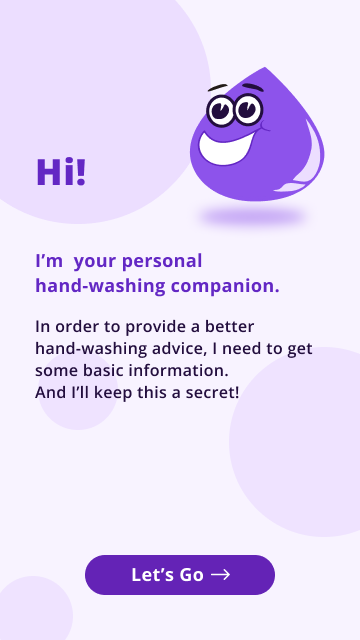 Hi!
I’m  your personal
hand-washing companion.
In order to provide a better
hand-washing advice, I need to get
some basic information.
And I’ll keep this a secret!
Let’s Go →